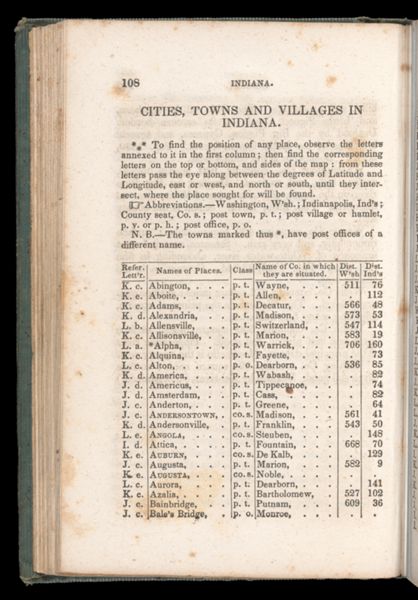 108 INDIANA.
CITIES, TOWNS AND VILLAGES IN
INDIANA.
*⁎* To find the position of any place, observe the letters
annexed to it in the first column; then find the corresponding
letters on the top or bottom, and sides of the map: from these
letters pass the eye along between the degrees of Latitude and
Longitude, east or west, and north or south, until they inter-
sect, where the place sought for will be found.
☞Abbreviations.—Washington, W'sh.; Indianapolis, Ind's;
County seat, Co. s.; post town, p. t.; post village or hamlet,
p. v. or p. h.; post office, p. o.
N. B.—The towns marked thus *, have post offices of a
different name.
Refer. Lett'r. Names of Places. Class Name of Co. in which they are situated. Dist. W'sh Dist. Ind's
K. c. Abington, . . . . p. t. Wayne, . . . . 511 76
K. e. Aboite, . . . . p. t. Allen, . . . . . 112
K. c. Adams, . . . . p. t. Decatur, . . . . 566 48
K. d. Alexandria, . . . p. t. Madison, . . . . 573 53
L. b. Allensville, . . . p. t. Switzerland, . . . 547 114
K. c. Allisonville, . . . p. t. Marion, . . . . 583 19
L. a. *Alpha, . . . . p. t. Warrick, . . . . 706 160
K. c. Alquina, . . . . p. t. Fayette, . . . . . 73
L. c. Alton, . . . . . p. o. Dearborn, . . . . 536 85
K. d. America, . . . . p. t. Wabash, . . . . . 82
J. d. Americus, . . . . p. t. Tippecanoe, . . . . 74
J. d. Amsterdam, . . . p. t. Cass, . . . . . 82
J. c. Anderton, . . . . p. t. Greene, . . . . . 64
J. c. ANDERSONTOWN, . . co. s. Madison, . . . . 561 41
K. d. Andersonville, . . p. t. Franklin, . . . . 543 50
L. e. ANGOLA, . . . . co. s. Steuben, . . . . . 148
I. d. Attica, . . . . . p. t. Fountain, . . . . 668 70
K. e. AUBURN, . . . . co. s. De Kalb, . . . . . 129
J. c. Augusta, . . . . p. t. Marion, . . . . 582 9
K. e. AUGUSTA, . . . . co. s. Noble, . . . . .
L. c. Aurora, . . . . p. t. Dearborn, . . . . . 141
K. c. Azalia, . . . . p. t. Bartholomew, . . . 527 102
J. c. Bainbridge, . . . p. t. Putnam, . . . . 609 36
J. c. Bale's Bridge, . . p. o. Monroe, . . . . . .